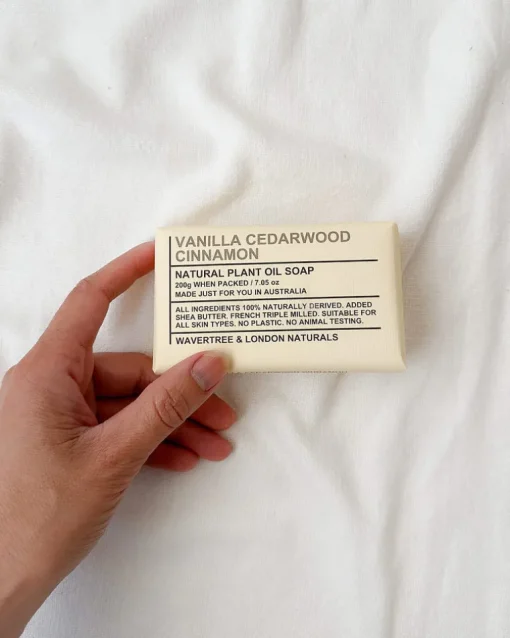 VANILLA CEDARWOOD
CINNAMON
NATURAL PLANT OIL SOAP
200g WHEN PACKED / 7.05 oz
MADE JUST FOR YOU IN AUSTRALIA
ALL INGREDIENTS 100% NATURALLY DERIVED. ADDED
SHEA BUTTER. FRENCH TRIPLE MILLED. SUITABLE FOR
ALL SKIN TYPES. NO PLASTIC. NO ANIMAL TESTING.
WAVERTREE & LONDON NATURALS